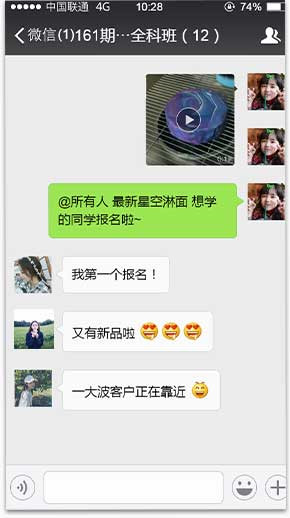 中国联通 4G 10:28 74%
微信(1) 161期…全科班（12）
0:12
@所有人 最新星空淋面 想学
的同学报名啦~
我第一个报名！
又有新品啦
一大波客户正在靠近